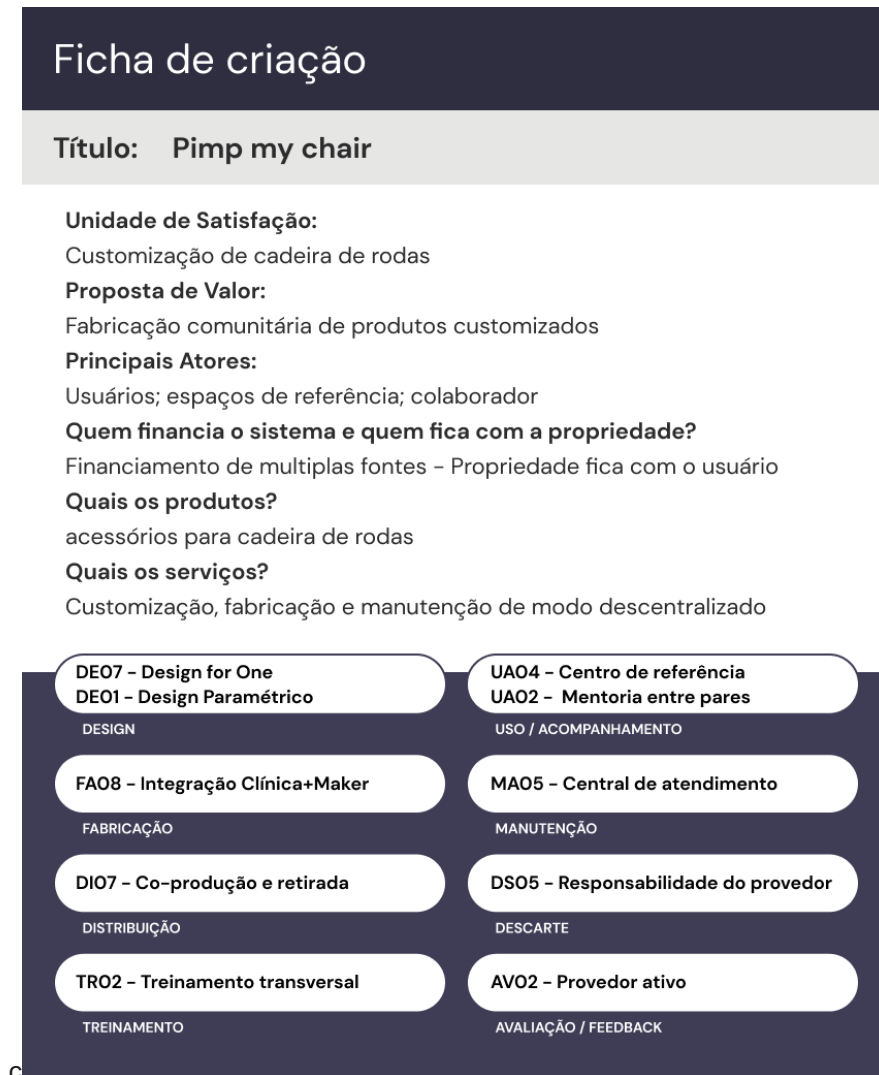 Ficha de criação
Título: Pimp my chair
Unidade de Satisfação:
Customização de cadeira de rodas
Proposta de Valor:
Fabricação comunitária de produtos customizados
Principais Atores:
Usuários; espaços de referência; colaborador
Quem financia o sistema e quem fica com a propriedade?
Financiamento de multiplas fontes - Propriedade fica com o usuário
Quais os produtos?
acessórios para cadeira de rodas
Quais os serviços?
Customização, fabricação e manutenção de modo descentralizado
DE07 - Design for One
DE01 - Design Paramétrico
DESIGN
UA04 - Centro de referência
UA02 - Mentoria entre pares
USO / ACOMPANHAMENTO
FA08 - Integração Clínica+Maker
FABRICAÇÃO
MA05 - Central de atendimento
MANUTENÇÃO
DI07 - Co-produção e retirada
DISTRIBUIÇÃO
DS05 - Responsabilidade do provedor
DESCARTE
TR02 - Treinamento transversal
TREINAMENTO
AV02 - Provedor ativo
AVALIAÇÃO / FEEDBACK
c